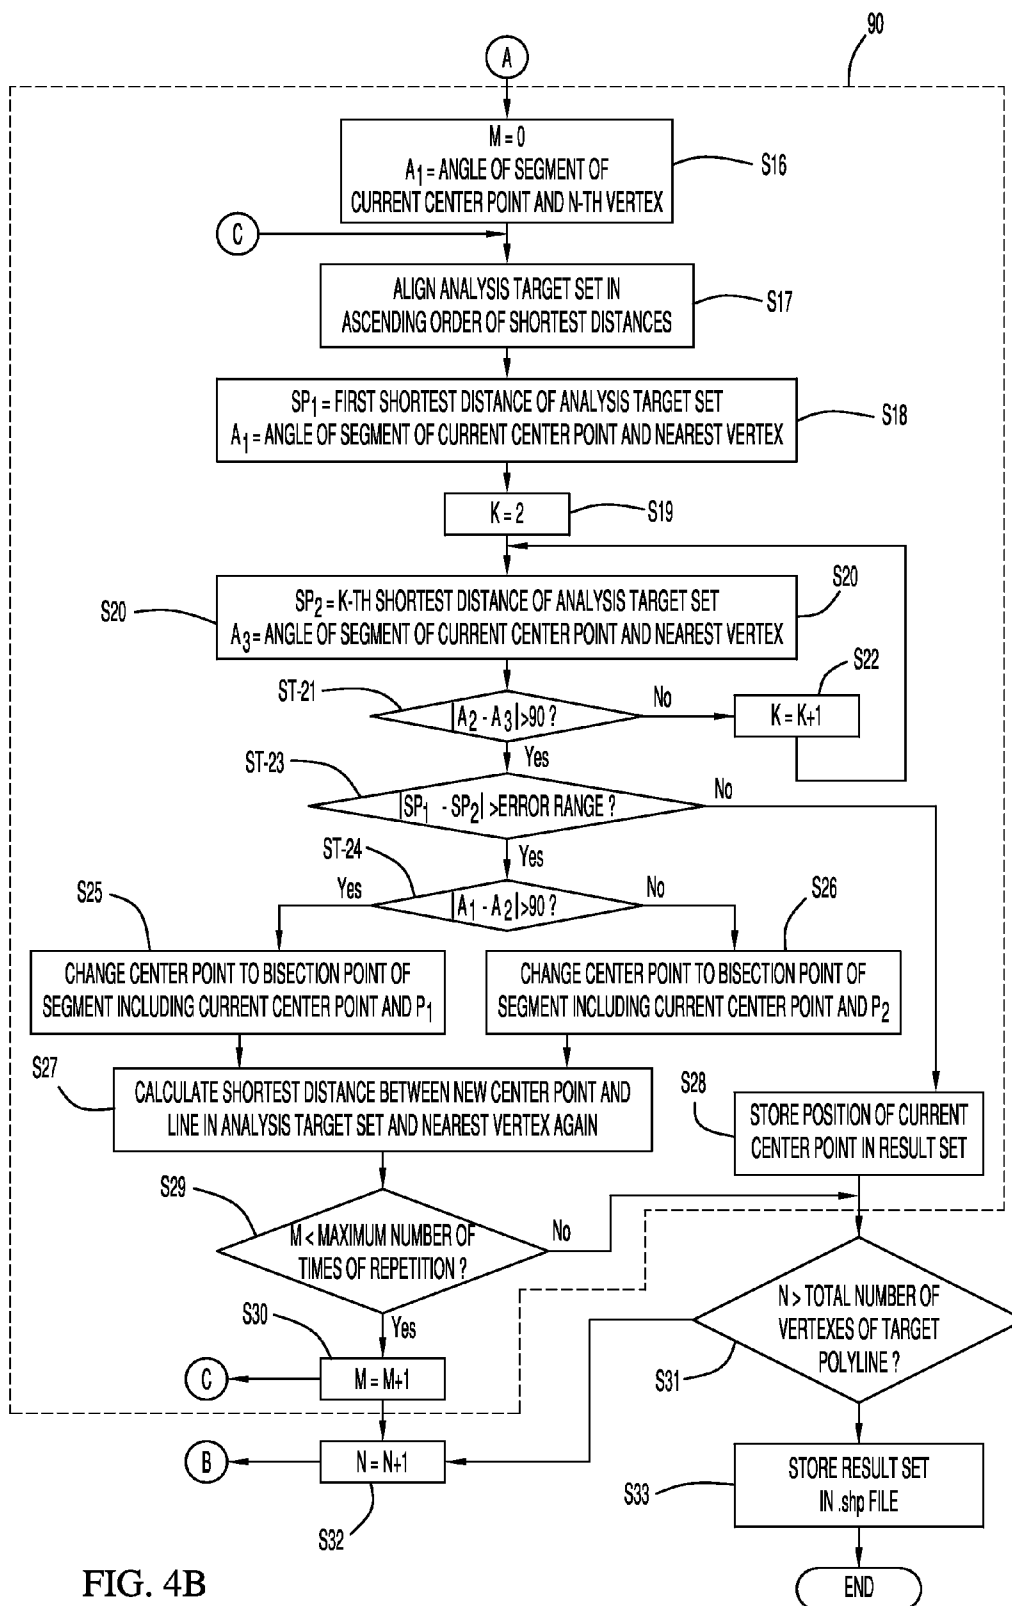 90
A
M = 0
A1 = ANGLE OF SEGMENT OF
CURRENT CENTER POINT AND N-TH VERTEX
S16
C
ALIGN ANALYSIS TARGET SET IN
ASCENDING ORDER OF SHORTEST DISTANCES
S17
SP1 = FIRST SHORTEST DISTANCE OF ANALYSIS TARGET SET
A1 = ANGLE OF SEGMENT OF CURRENT CENTER POINT AND NEAREST VERTEX
S18
K = 2
S19
S20
SP2 = K-TH SHORTEST DISTANCE OF ANALYSIS TARGET SET
A3 = ANGLE OF SEGMENT OF CURRENT CENTER POINT AND NEAREST VERTEX
S20
ST-21
|A2 - A3|>90 ?
No
S22
K = K+1
Yes
ST-23
|SP1 - SP2| >ERROR RANGE ?
No
Yes
ST-24
|A1 - A2|>90 ?
Yes
No
S25
CHANGE CENTER POINT TO BISECTION POINT OF
SEGMENT INCLUDING CURRENT CENTER POINT AND P1
S26
CHANGE CENTER POINT TO BISECTION POINT OF
SEGMENT INCLUDING CURRENT CENTER POINT AND P2
S27
CALCULATE SHORTEST DISTANCE BETWEEN NEW CENTER POINT AND
LINE IN ANALYSIS TARGET SET AND NEAREST VERTEX AGAIN
S28
STORE POSITION OF CURRENT
CENTER POINT IN RESULT SET
S29
M < MAXIMUM NUMBER OF
TIMES OF REPETITION ?
No
Yes
S30
M = M+1
C
N > TOTAL NUMBER OF
VERTEXES OF TARGET
POLYLINE ?
S31
B
N = N+1
S32
STORE RESULT SET
IN .shp FILE
S33
END
FIG. 4B